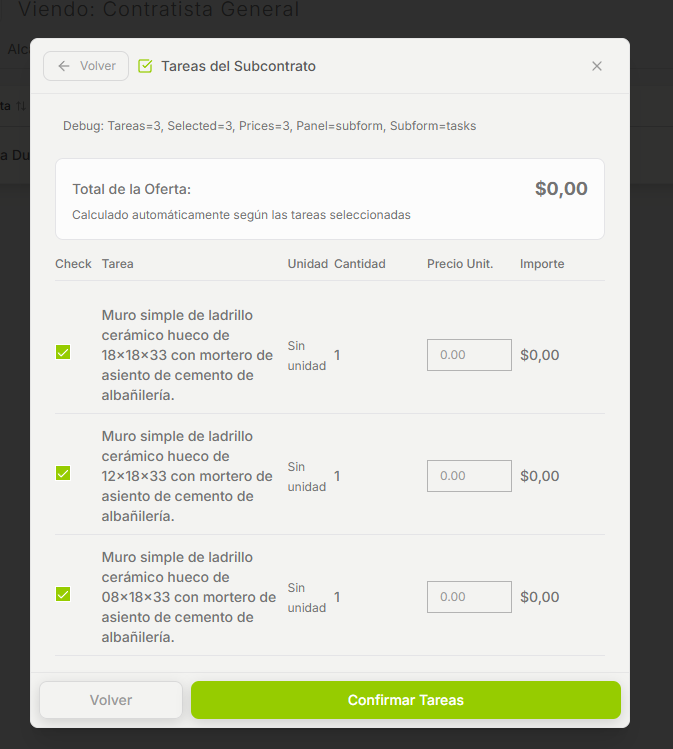 Viendo: Contratista General
Alc
← Volver Tareas del Subcontrato ×
ta ↑↓
Debug: Tareas=3, Selected=3, Prices=3, Panel=subform, Subform=tasks
a Du
Total de la Oferta: $0,00
Calculado automáticamente según las tareas seleccionadas
Check Tarea Unidad Cantidad Precio Unit. Importe
Muro simple de ladrillo
cerámico hueco de
18×18×33 con mortero de
asiento de cemento de
albañilería.
Sin
unidad
1 0.00 $0,00
Muro simple de ladrillo
cerámico hueco de
12×18×33 con mortero de
asiento de cemento de
albañilería.
Sin
unidad
1 0.00 $0,00
Muro simple de ladrillo
cerámico hueco de
08×18×33 con mortero de
asiento de cemento de
albañilería.
Sin
unidad
1 0.00 $0,00
Volver Confirmar Tareas